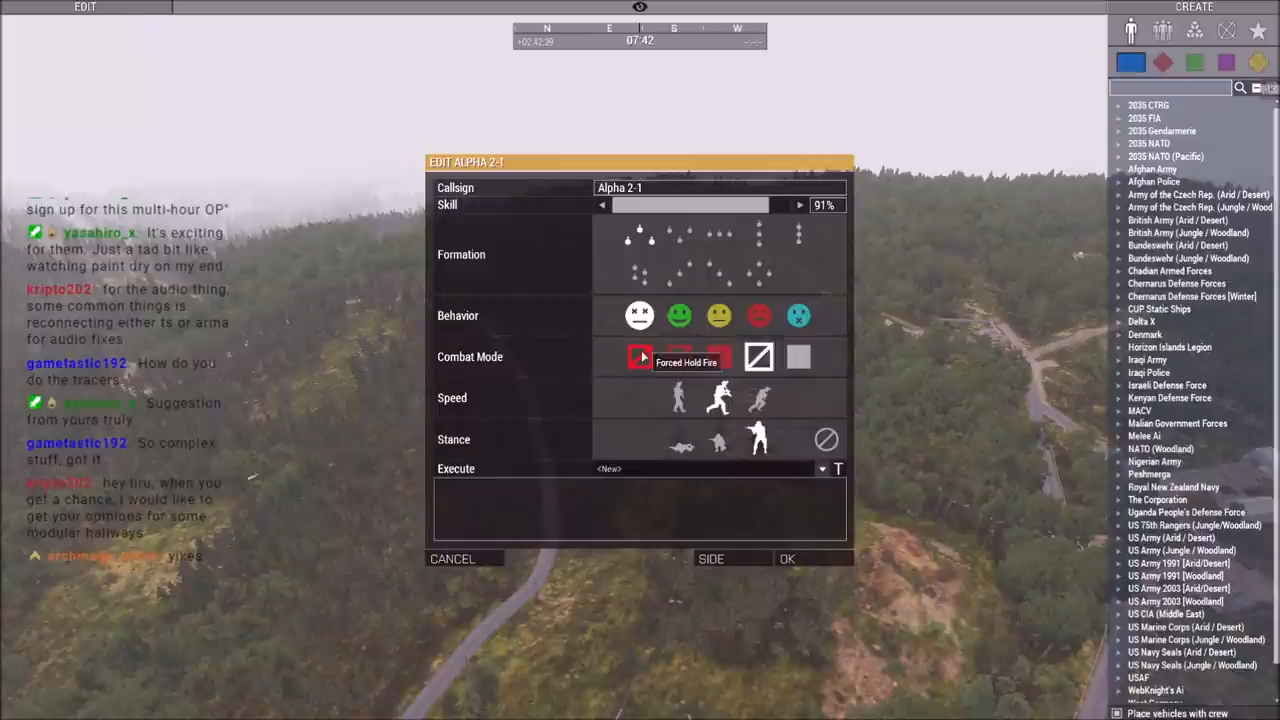 EDIT
CREATE
N E S W
+02:42:39 07:42
sign up for this multi-hour OP"
yasahiro_x: It's exciting
for them. Just a tad bit like
watching paint dry on my end
kripto202: for the audio thing,
some common things is
reconnecting either ts or arma
for audio fixes
gametastic192: How do you
do the tracers
Suggestion
from yours truly
gametastic192: So complex
stuff, got it
kripto202: hey liru, when you
get a chance, i would like to
get your opinions for some
modular hallways
yikes
EDIT ALPHA 2-1
Callsign Alpha 2-1
Skill 91%
Formation
Behavior
Combat Mode
Forced Hold Fire
Speed
Stance
Execute <New> T
CANCEL SIDE OK
2035 CTRG
2035 FIA
2035 Gendarmerie
2035 NATO
2035 NATO (Pacific)
Afghan Army
Afghan Police
Army of the Czech Rep. (Arid / Desert)
Army of the Czech Rep. (Jungle / Wood
British Army (Arid / Desert)
British Army (Jungle / Woodland)
Bundeswehr (Arid / Desert)
Bundeswehr (Jungle / Woodland)
Chadian Armed Forces
Chernarus Defense Forces
Chernarus Defense Forces [Winter]
CUP Static Ships
Delta X
Denmark
Horizon Islands Legion
Iraqi Army
Iraqi Police
Israeli Defense Force
Kenyan Defense Force
MACV
Malian Government Forces
Melee Ai
NATO (Woodland)
Nigerian Army
Peshmerga
Royal New Zealand Navy
The Corporation
Uganda People's Defense Force
US 75th Rangers (Jungle/Woodland)
US Army (Arid / Desert)
US Army (Jungle / Woodland)
US Army 1991 [Arid/Desert]
US Army 1991 [Woodland]
US Army 2003 [Arid/Desert]
US Army 2003 [Woodland]
US CIA (Middle East)
US Marine Corps (Arid / Desert)
US Marine Corps (Jungle / Woodland)
US Navy Seals (Arid / Desert)
US Navy Seals (Jungle / Woodland)
USAF
WebKnight's Ai
Place vehicles with crew